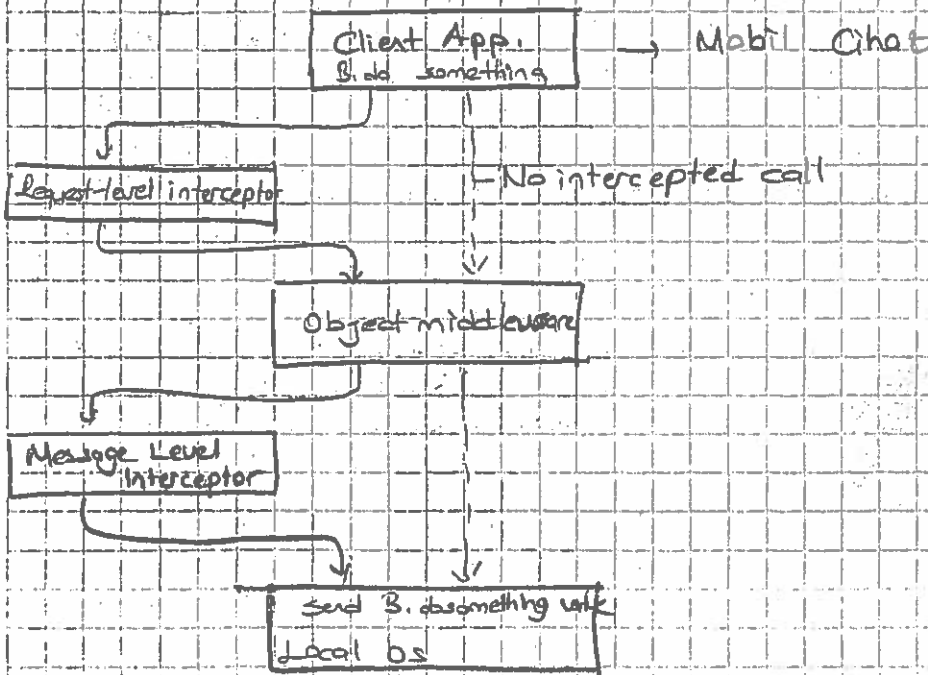 Client App. → Mobil Cihat
B. do something
No intercepted call
Request-level interceptor
Object middleware
Message Level
Interceptor
Send B. dosomething
Local os